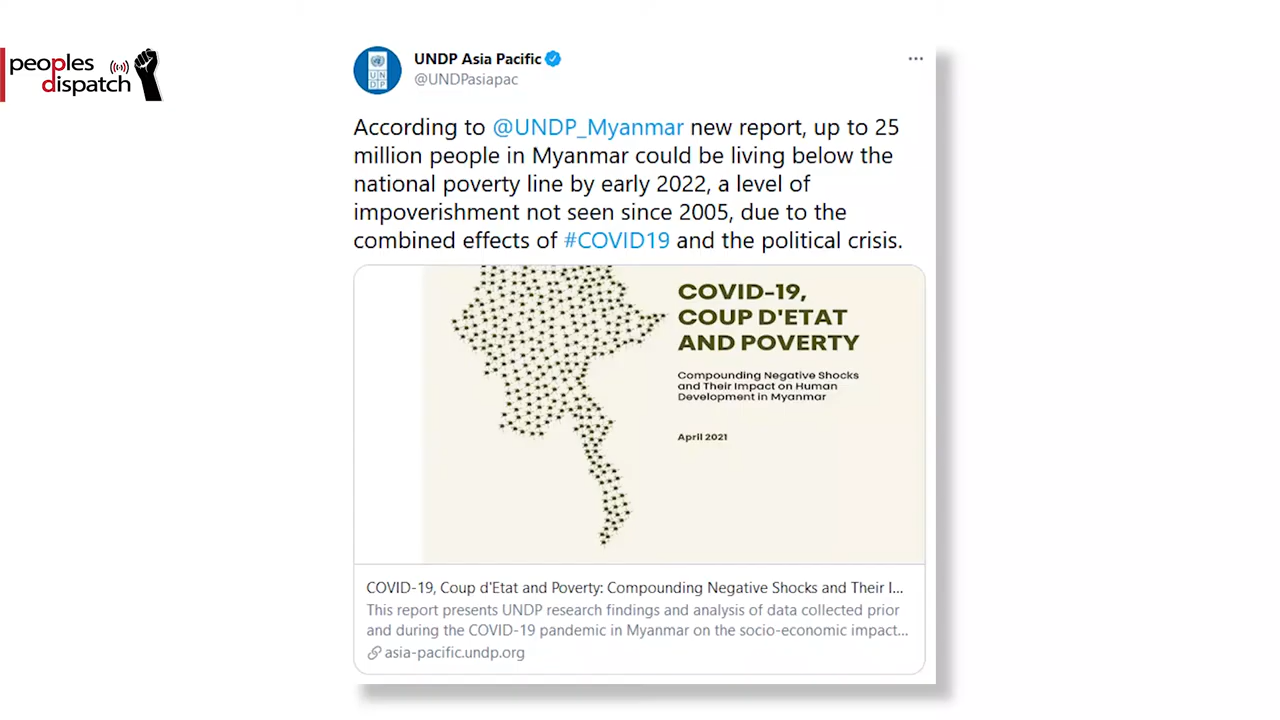 peoples
dispatch
UNDP Asia Pacific
@UNDPasiapac
According to @UNDP_Myanmar new report, up to 25
million people in Myanmar could be living below the
national poverty line by early 2022, a level of
impoverishment not seen since 2005, due to the
combined effects of #COVID19 and the political crisis.
COVID-19,
COUP D'ETAT
AND POVERTY
Compounding Negative Shocks
and Their Impact on Human
Development in Myanmar
April 2021
COVID-19, Coup d'Etat and Poverty: Compounding Negative Shocks and Their I...
This report presents UNDP research findings and analysis of data collected prior
and during the COVID-19 pandemic in Myanmar on the socio-economic impact...
asia-pacific.undp.org